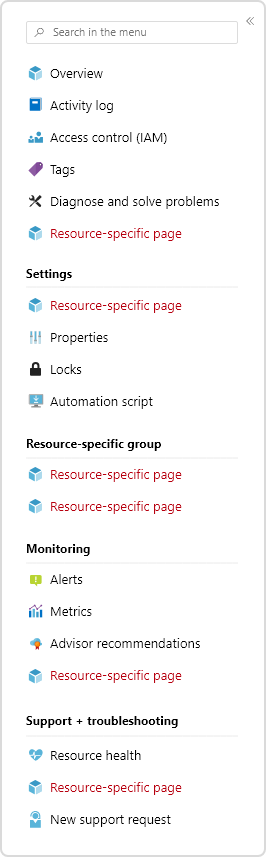 Search in the menu
Overview
Activity log
Access control (IAM)
Tags
Diagnose and solve problems
Resource-specific page
Settings
Resource-specific page
Properties
Locks
Automation script
Resource-specific group
Resource-specific page
Resource-specific page
Monitoring
Alerts
Metrics
Advisor recommendations
Resource-specific page
Support + troubleshooting
Resource health
Resource-specific page
New support request